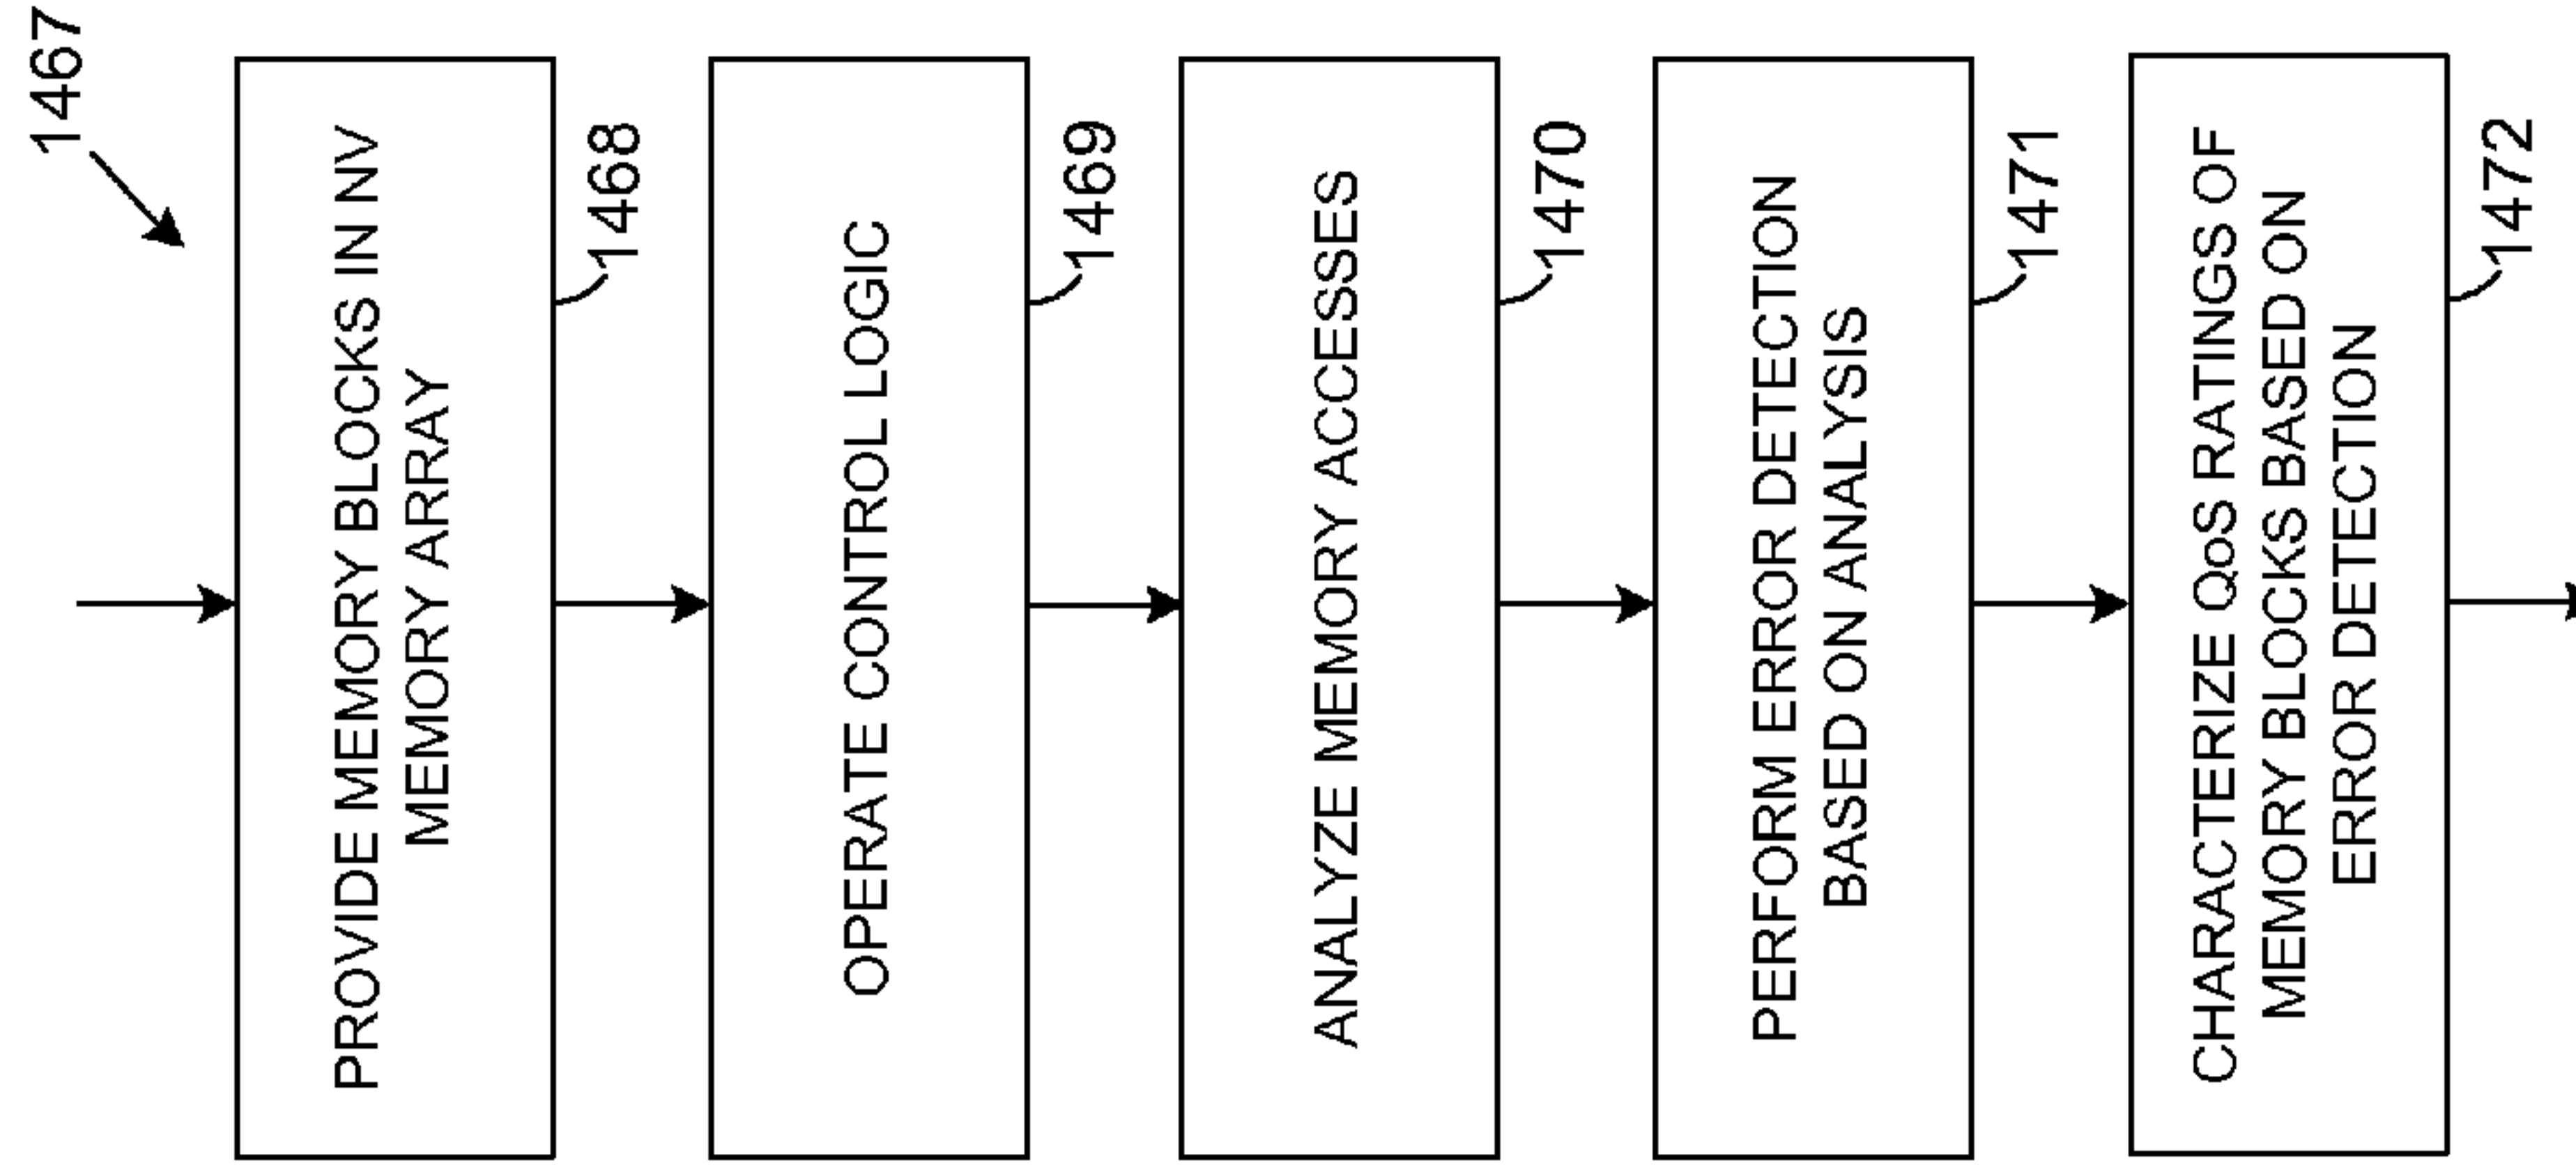 1467
PROVIDE MEMORY BLOCKS IN NV
MEMORY ARRAY
1468
OPERATE CONTROL LOGIC
1469
ANALYZE MEMORY ACCESSES
1470
PERFORM ERROR DETECTION
BASED ON ANALYSIS
1471
CHARACTERIZE QoS RATINGS OF
MEMORY BLOCKS BASED ON
ERROR DETECTION
1472